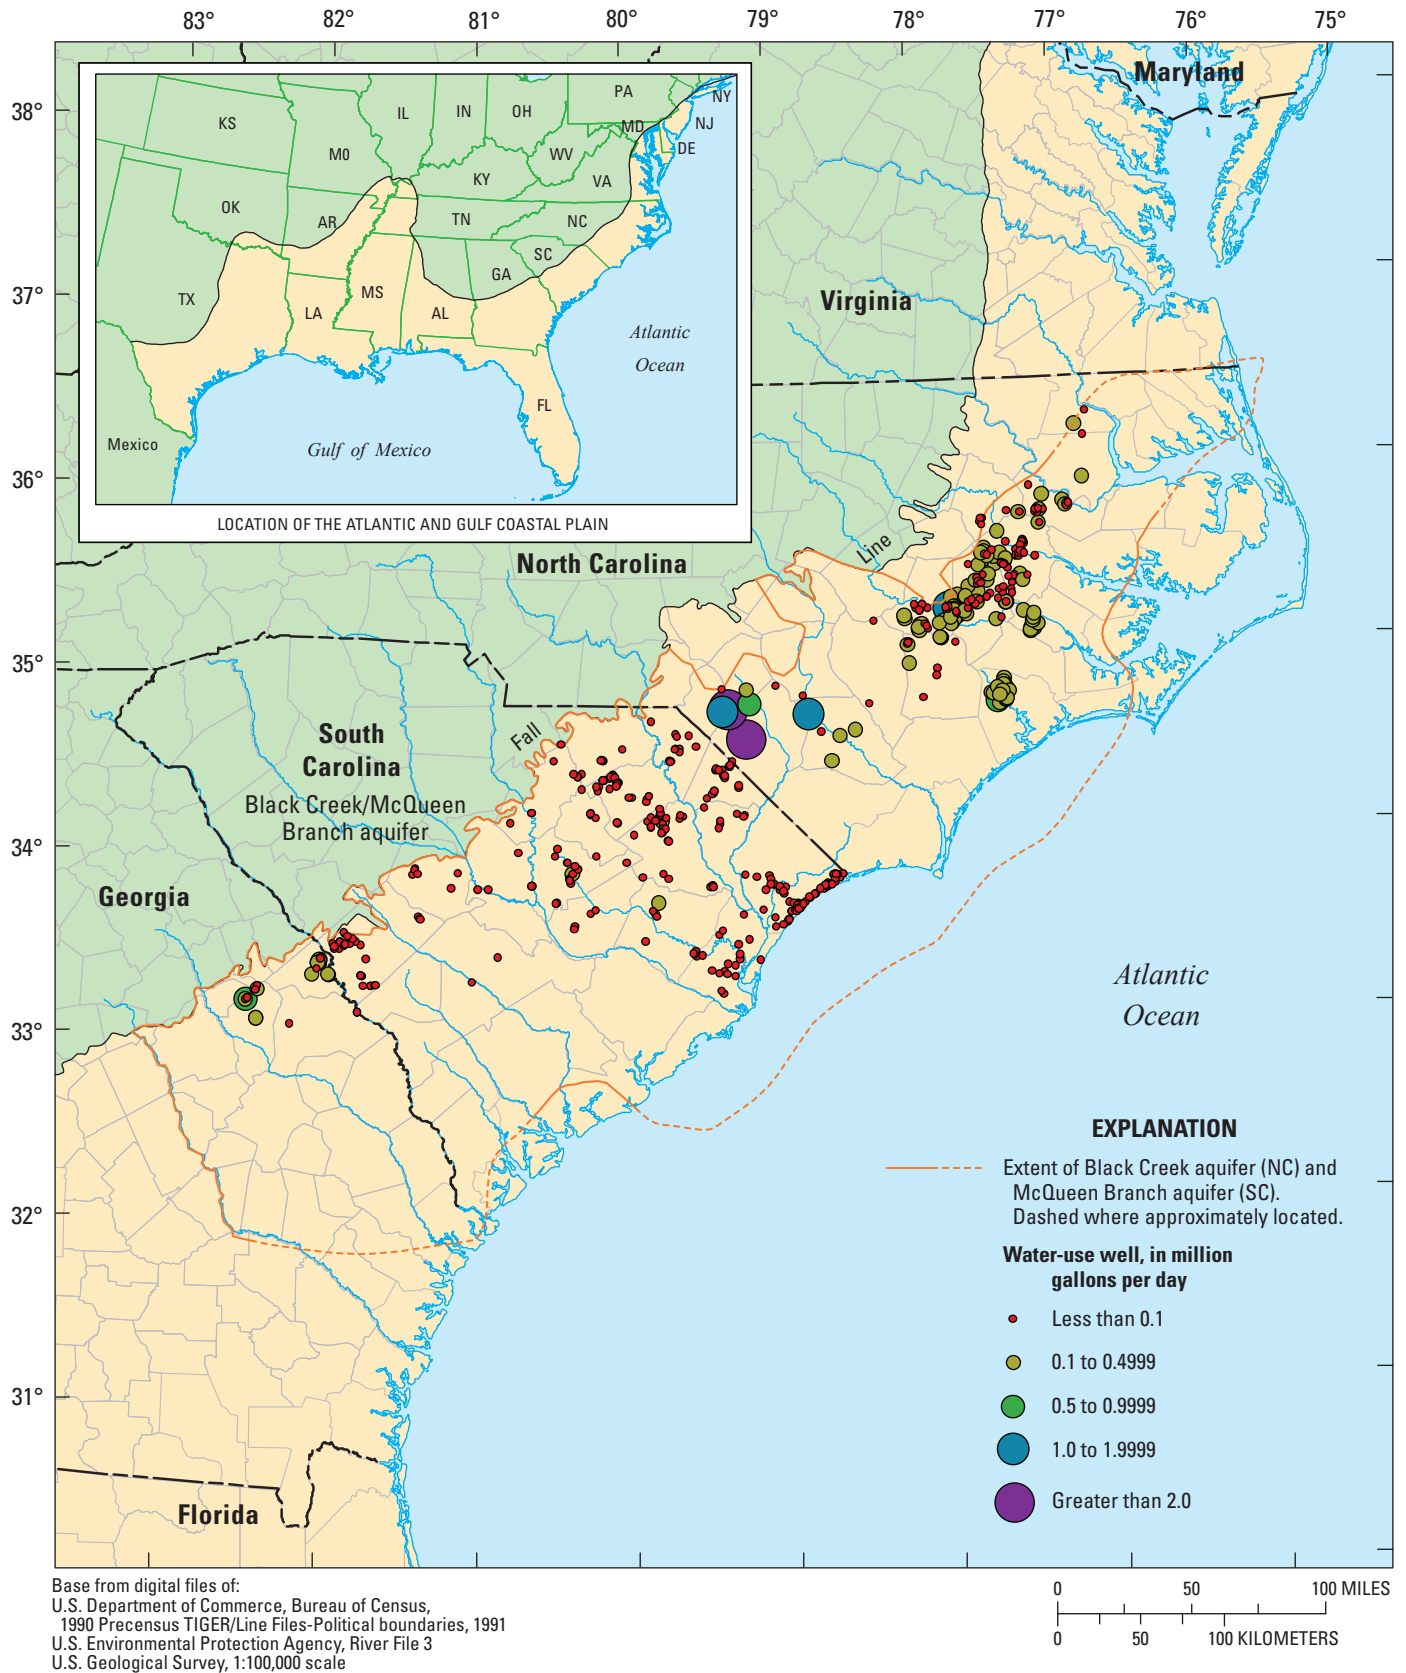 83°
82°
81°
80°
79°
78°
77°
76°
75°
38°
37°
36°
35°
34°
33°
32°
31°
KS
MO
IL
IN
OH
PA
NY
NJ
MD
DE
WV
VA
KY
OK
AR
TN
NC
SC
GA
TX
LA
MS
AL
FL
Mexico
Gulf of Mexico
Atlantic
Ocean
LOCATION OF THE ATLANTIC AND GULF COASTAL PLAIN
Maryland
Virginia
North Carolina
Fall
Line
South
Carolina
Black Creek/McQueen
Branch aquifer
Georgia
Florida
Atlantic
Ocean
EXPLANATION
Extent of Black Creek aquifer (NC) and
McQueen Branch aquifer (SC).
Dashed where approximately located.
Water-use well, in million
gallons per day
Less than 0.1
0.1 to 0.4999
0.5 to 0.9999
1.0 to 1.9999
Greater than 2.0
Base from digital files of:
U.S. Department of Commerce, Bureau of Census,
1990 Precensus TIGER/Line Files-Political boundaries, 1991
U.S. Environmental Protection Agency, River File 3
U.S. Geological Survey, 1:100,000 scale
0 50 100 MILES
0 50 100 KILOMETERS